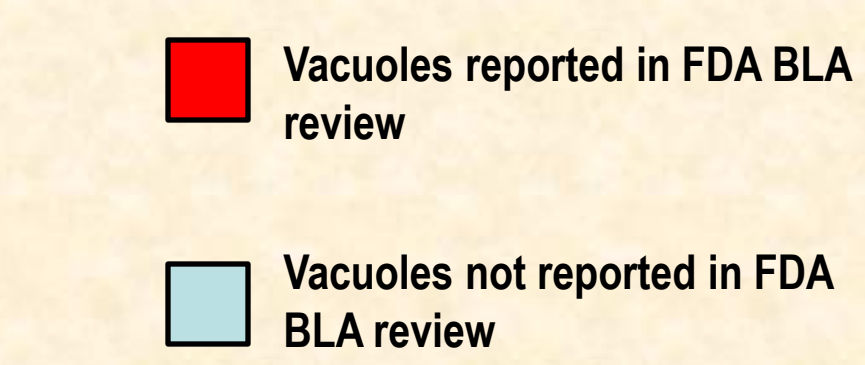 Vacuoles reported in FDA BLA
review
Vacuoles not reported in FDA
BLA review